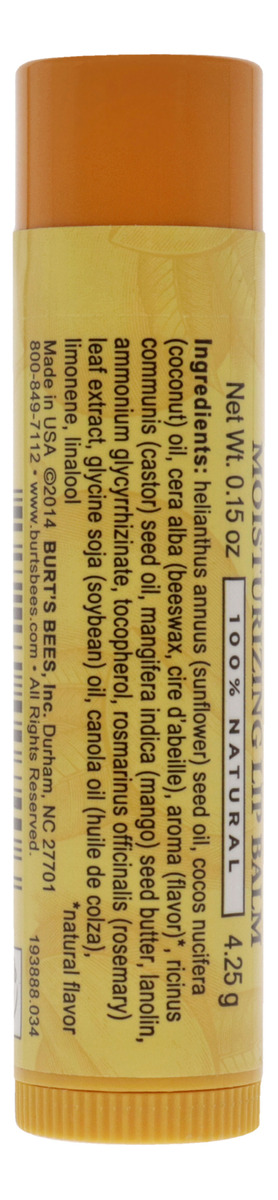 MOISTURIZING LIP BALM
Net Wt. 0.15 oz 100% NATURAL 4.25 g
Ingredients: helianthus annuus (sunflower) seed oil, cocos nucifera
(coconut) oil, cera alba (beeswax, cire d'abeille), aroma (flavor)*, ricinus
communis (castor) seed oil, mangifera indica (mango) seed butter, lanolin,
ammonium glycyrrhizinate, tocopherol, rosmarinus officinalis (rosemary)
leaf extract, glycine soja (soybean) oil, canola oil (huile de colza),
limonene, linalool *natural flavor
Made in USA ©2014 BURT'S BEES, Inc. Durham, NC 27701
800-849-7112 • www.burtsbees.com • All Rights Reserved. 193888.034